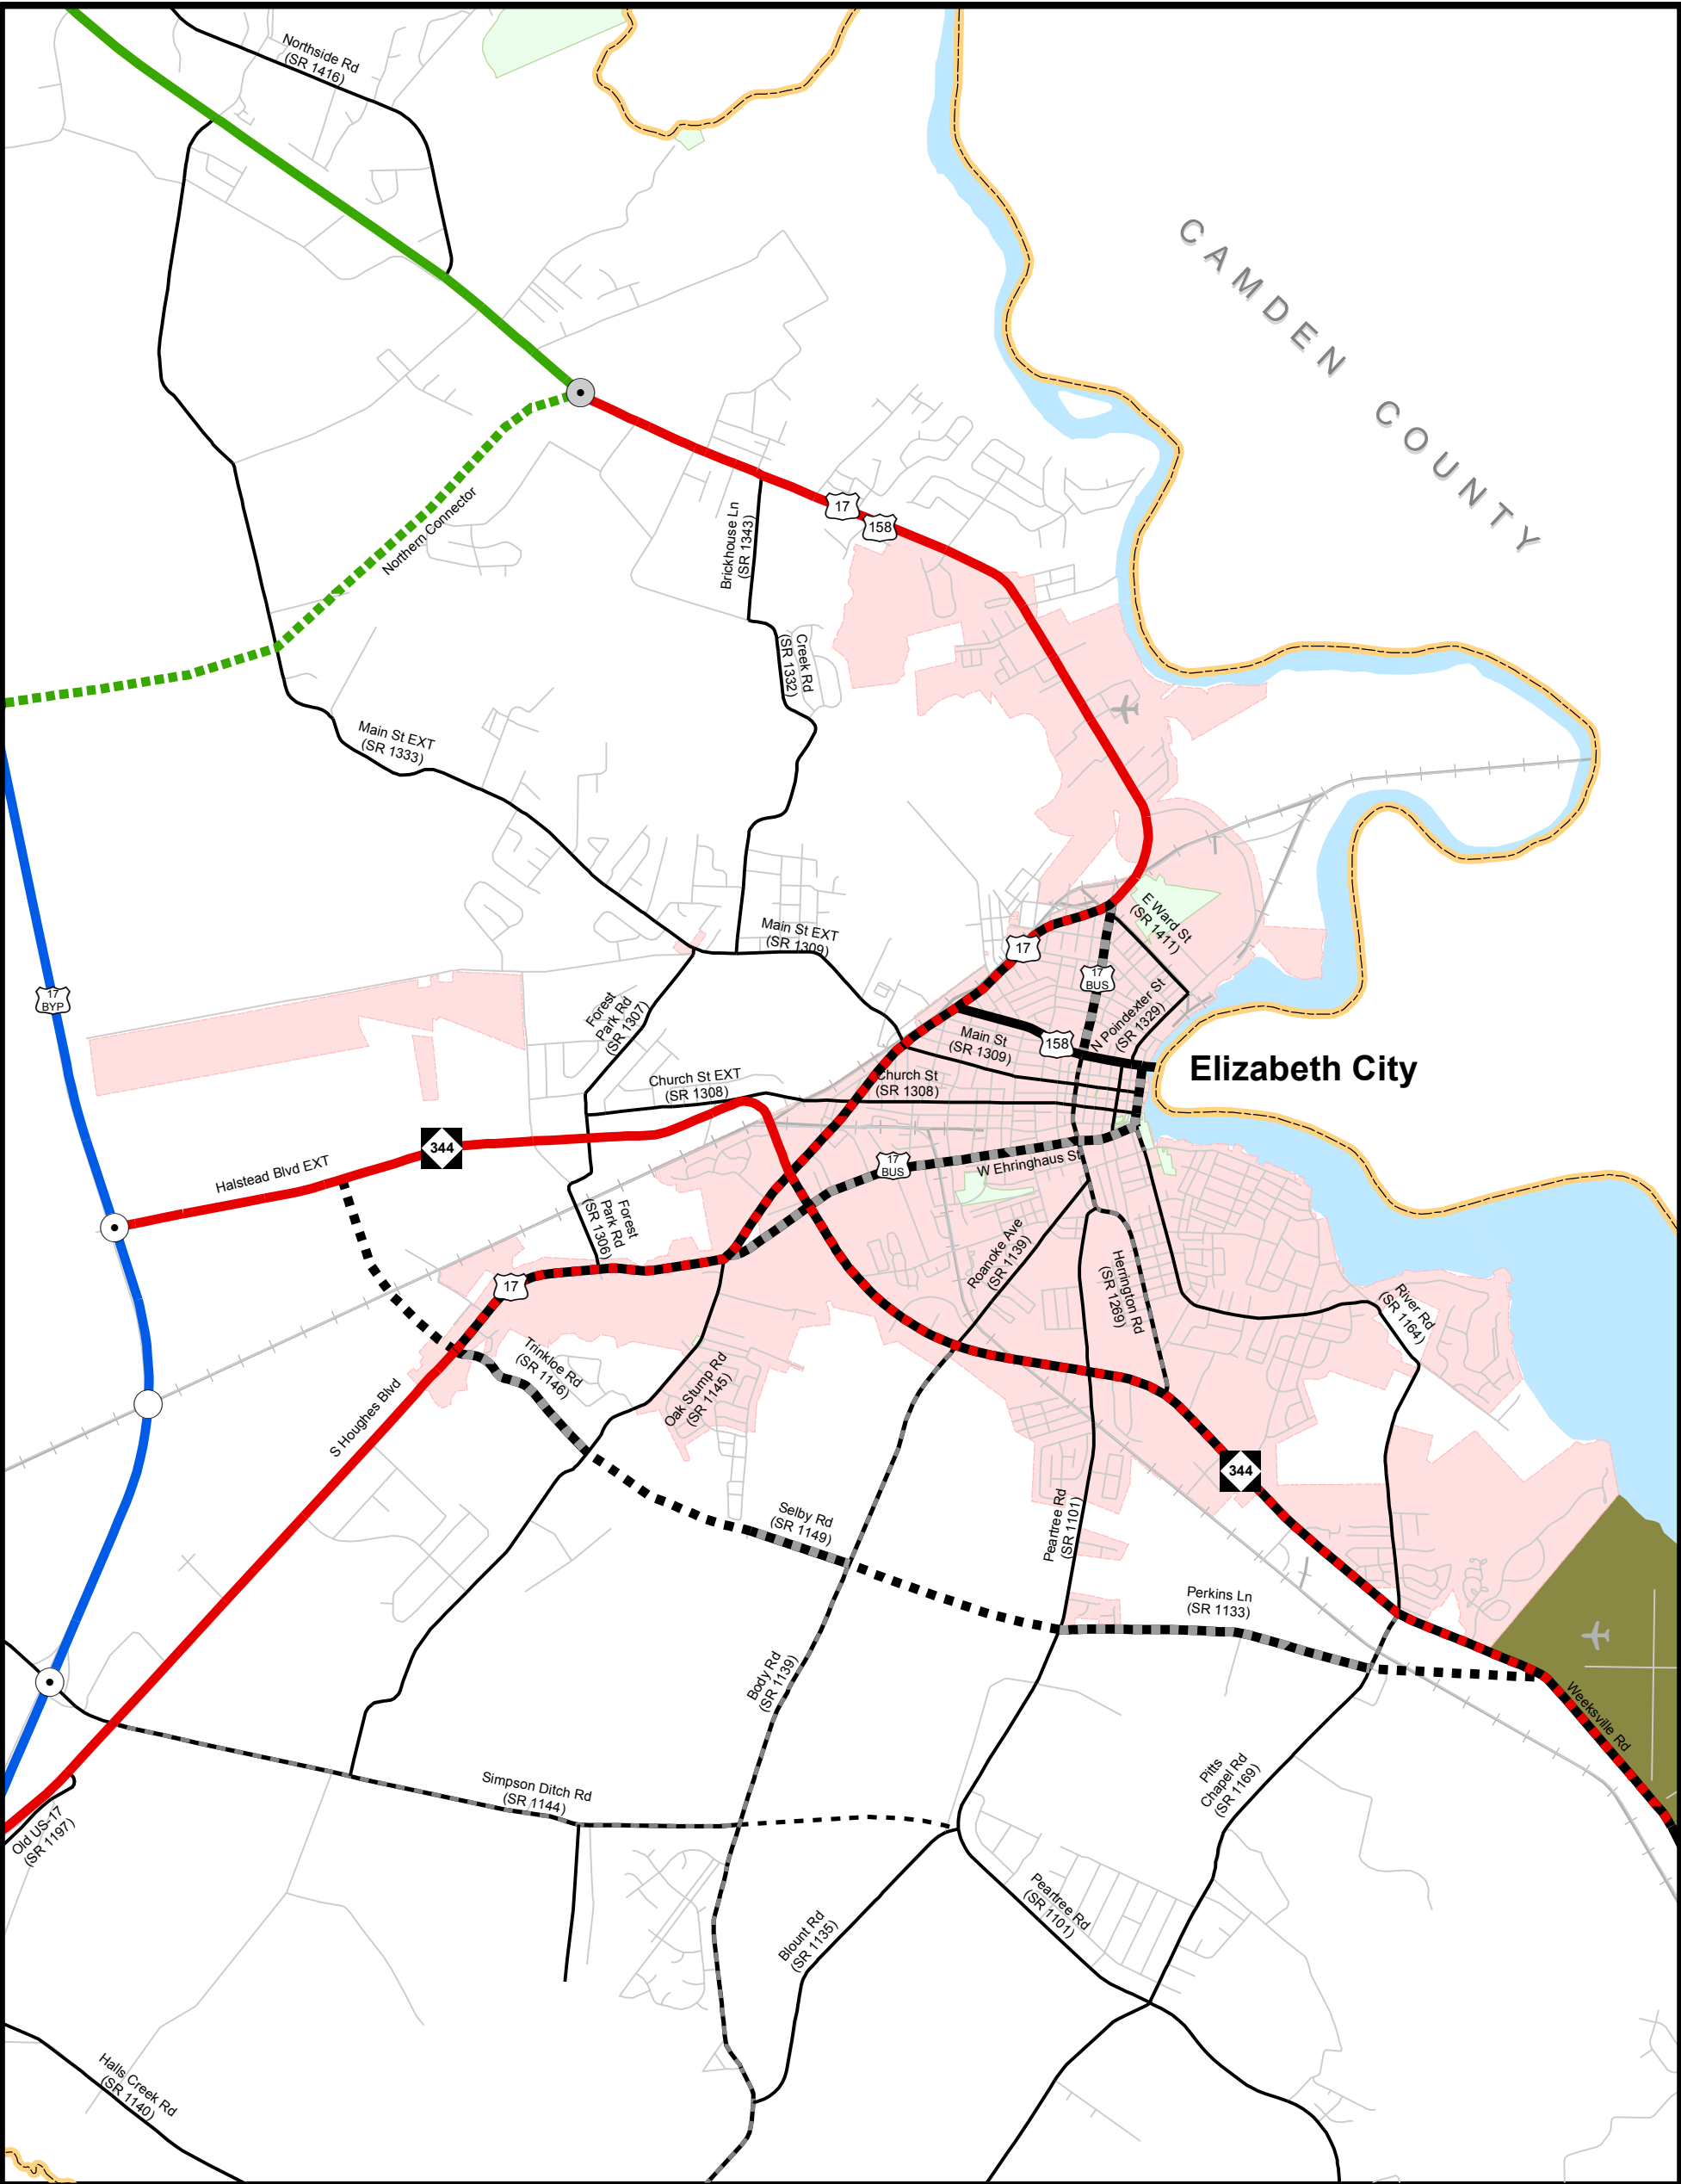 Northside Rd
(SR 1416)
CAMDEN COUNTY
Northern Connector
17
158
Brickhouse Ln
(SR 1343)
Creek Rd
(SR 1332)
Main St EXT
(SR 1333)
E Ward St
(SR 1411)
Main St EXT
(SR 1309)
17
17
BUS
17
BYP
Forest
Park Rd
(SR 1307)
N Poindexter St
(SR 1329)
Main St
(SR 1309)
158
Elizabeth City
Church St EXT
(SR 1308)
Church St
(SR 1308)
344
Halstead Blvd EXT
17
BUS
W Ehringhaus St
Forest
Park Rd
(SR 1306)
Roanoke Ave
(SR 1139)
Herrington Rd
(SR 1269)
River Rd
(SR 1164)
17
Trinkloe Rd
(SR 1146)
Oak Stump Rd
(SR 1145)
S Houghes Blvd
344
Selby Rd
(SR 1149)
Peartree Rd
(SR 1101)
Perkins Ln
(SR 1133)
Body Rd
(SR 1139)
Weeksville Rd
Pitts
Chapel Rd
(SR 1169)
Simpson Ditch Rd
(SR 1144)
Old US-17
(SR 1197)
Peartree Rd
(SR 1101)
Blount Rd
(SR 1135)
Halls Creek Rd
(SR 1140)